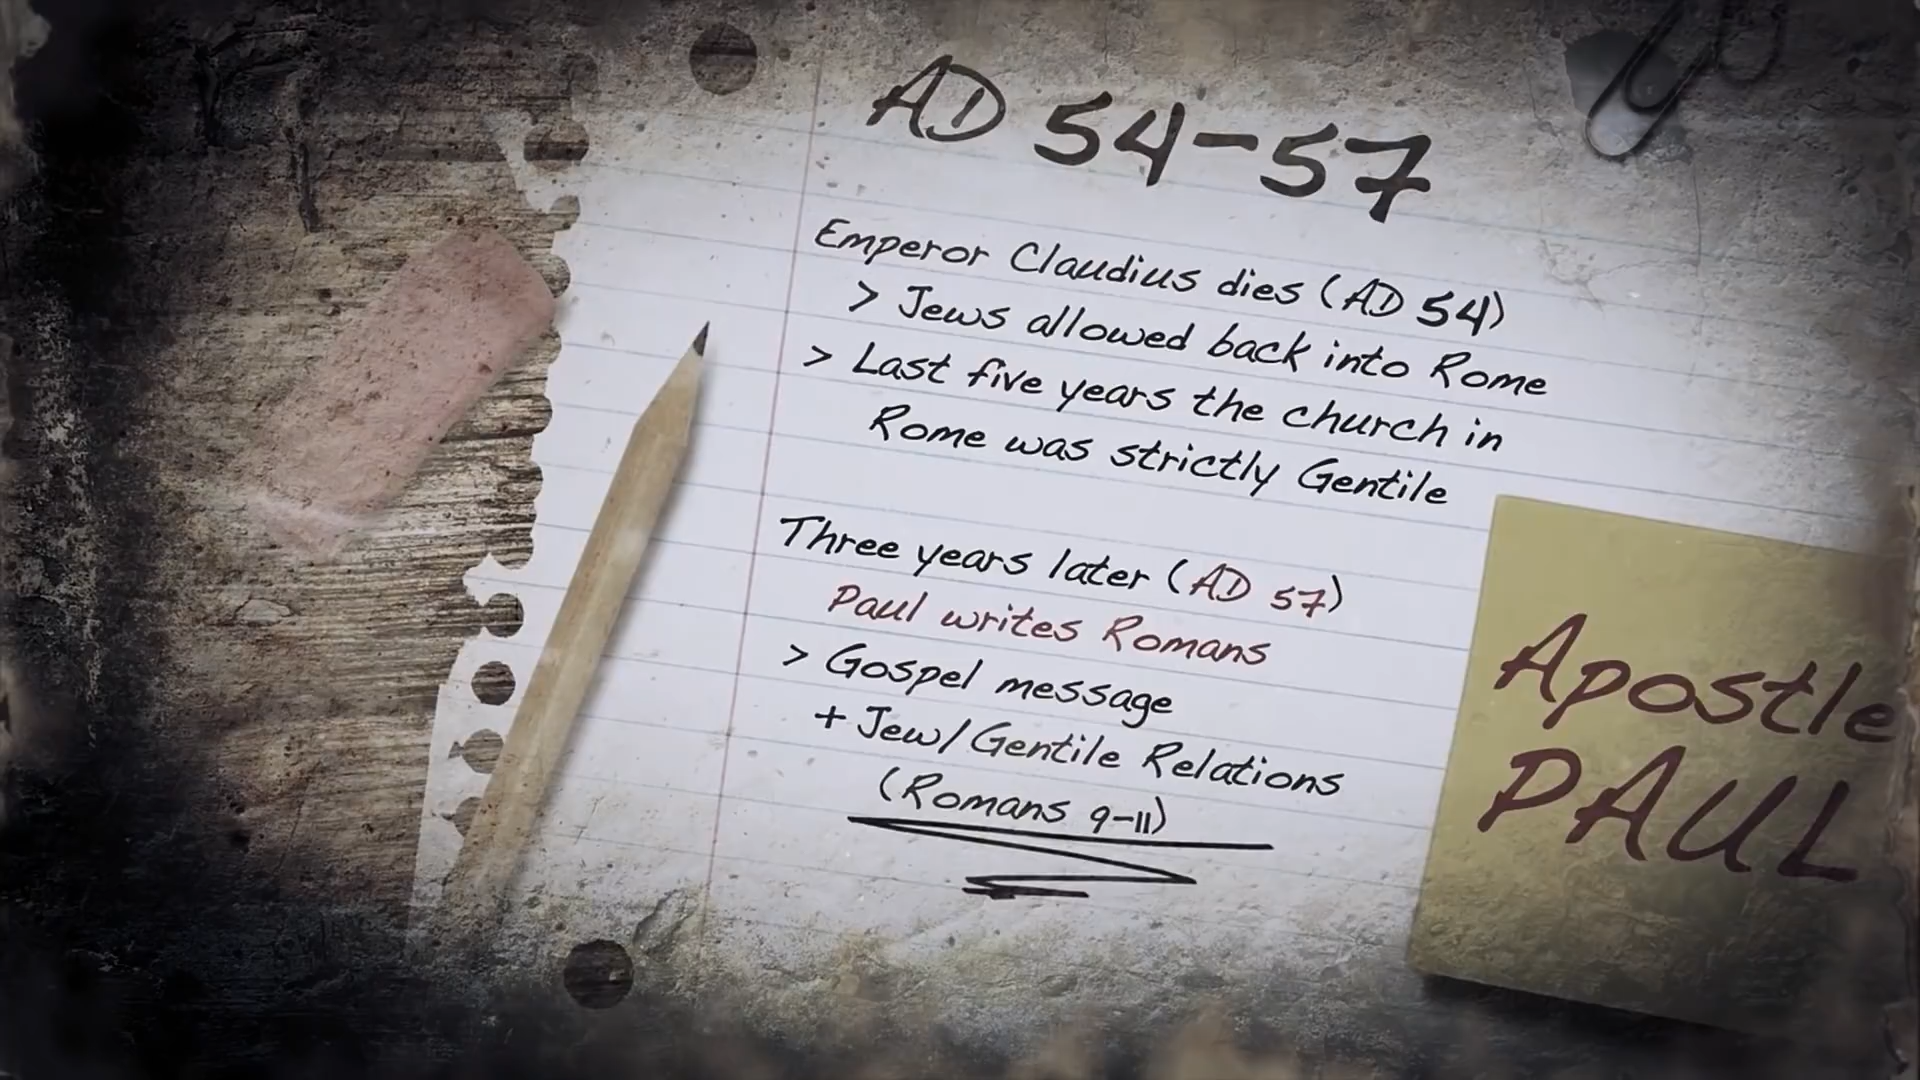 AD 54-57
Emperor Claudius dies (AD 54)
> Jews allowed back into Rome
> Last five years the church in
Rome was strictly Gentile
Three years later (AD 57)
Paul writes Romans
> Gospel message
+ Jew/Gentile Relations
(Romans 9-11)
Apostle
PAUL